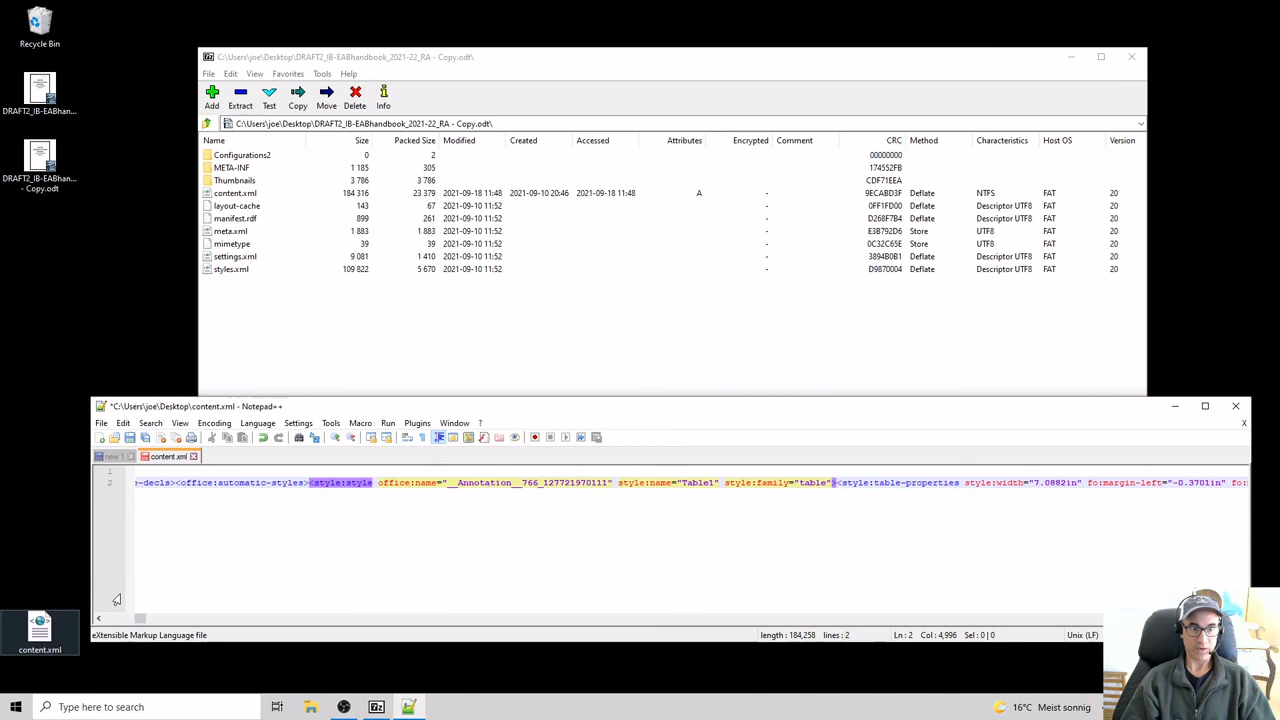 Recycle Bin
DRAFT2_IB-EABhan...
DRAFT2_IB-EABhan...
- Copy.odt
C:\Users\joe\Desktop\DRAFT2_IB-EABhandbook_2021-22_RA - Copy.odt\
File Edit View Favorites Tools Help
Add Extract Test Copy Move Delete Info
C:\Users\joe\Desktop\DRAFT2_IB-EABhandbook_2021-22_RA - Copy.odt\
Name Size Packed Size Modified Created Accessed Attributes Encrypted Comment CRC Method Characteristics Host OS Version
Configurations2 0 2 00000000
META-INF 1 185 305 174552FB
Thumbnails 3 786 3 786 CDF71EEA
content.xml 184 316 23 379 2021-09-18 11:48 2021-09-10 20:46 2021-09-18 11:48 A - 9ECABD3F Deflate NTFS FAT 20
layout-cache 143 67 2021-09-10 11:52 - 0FF1FD00 Deflate Descriptor UTF8 FAT 20
manifest.rdf 899 261 2021-09-10 11:52 - D268F7B4 Deflate Descriptor UTF8 FAT 20
meta.xml 1 883 1 883 2021-09-10 11:52 - E3B792D6 Store UTF8 FAT 20
mimetype 39 39 2021-09-10 11:52 - 0C32C65E Store UTF8 FAT 20
settings.xml 9 081 1 410 2021-09-10 11:52 - 3894B0B1 Deflate Descriptor UTF8 FAT 20
styles.xml 109 822 5 670 2021-09-10 11:52 - D9870004 Deflate Descriptor UTF8 FAT 20
*C:\Users\joe\Desktop\content.xml - Notepad++
File Edit Search View Encoding Language Settings Tools Macro Run Plugins Window ? X
new 1 content.xml
1
2 e-decls><office:automatic-styles><style:style office:name="__Annotation__766_127721970111" style:name="Table1" style:family="table"><style:table-properties style:width="7.0882in" fo:margin-left="-0.3701in" fo:
eXtensible Markup Language file length : 184,258 lines : 2 Ln : 2 Col : 4,996 Sel : 0 | 0 Unix (LF)
content.xml
Type here to search 16°C Meist sonnig